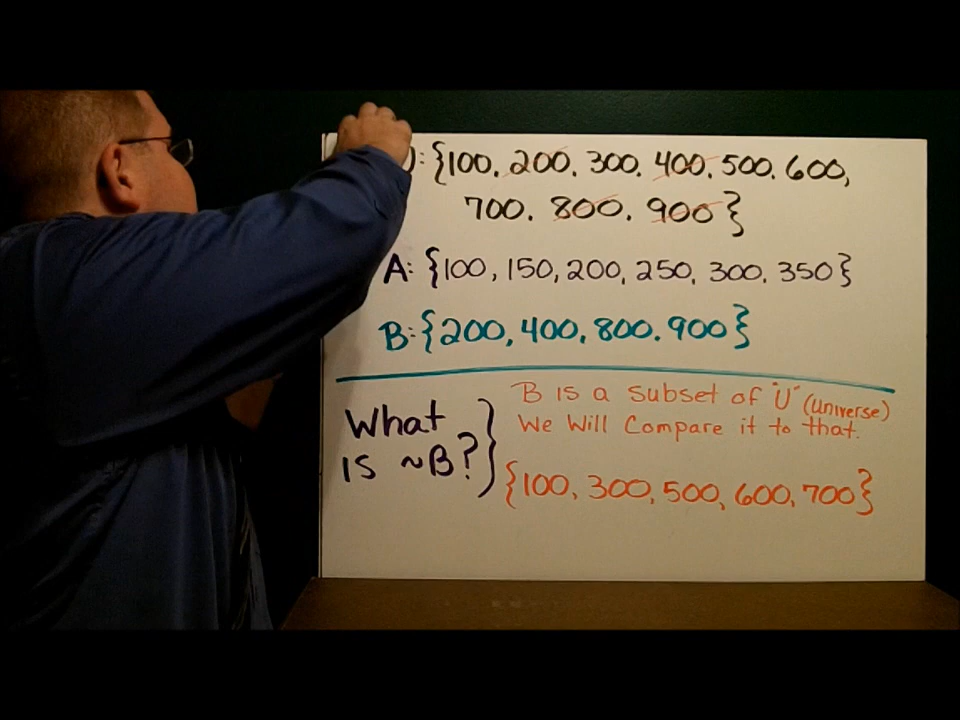 : {100, 200, 300, 400, 500, 600,
700. 800. 900}
A: {100, 150, 200, 250, 300, 350}
B: {200, 400, 800. 900}
What
is ~B?}
B is a subset of "U" (Universe)
We Will Compare it to that.
{100, 300, 500, 600, 700}